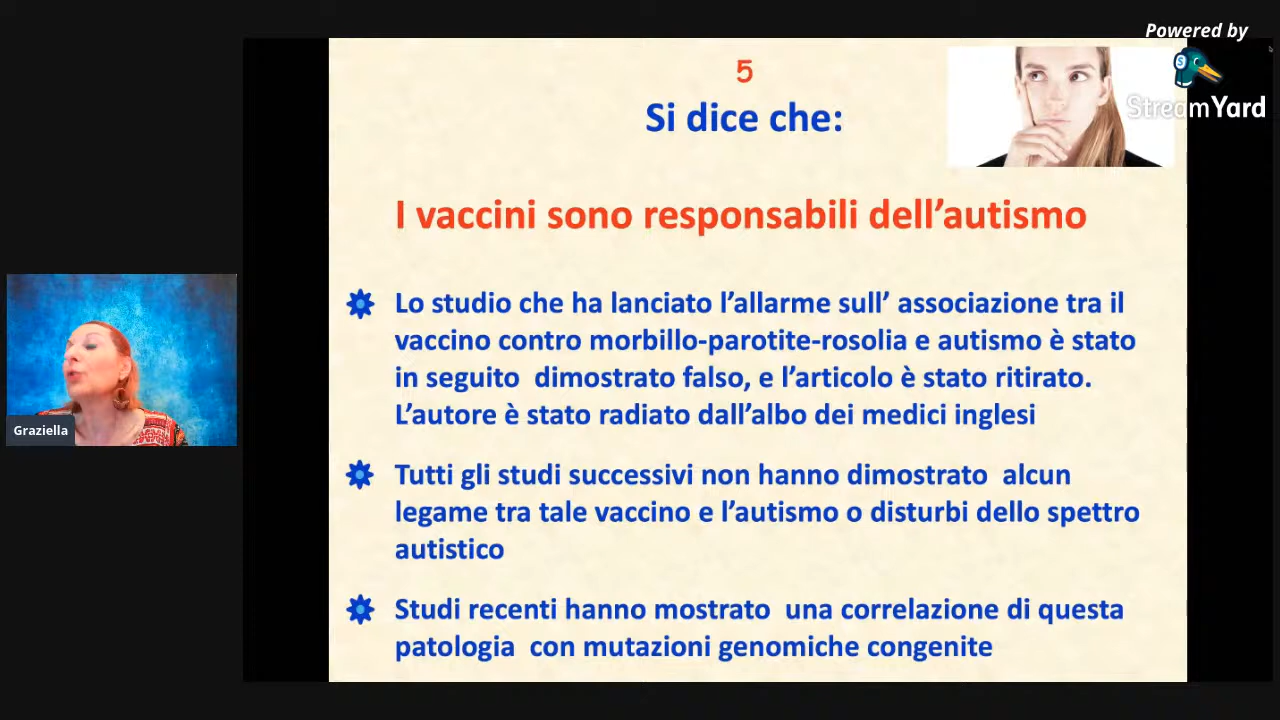 Powered by
StreamYard
5
Si dice che:
I vaccini sono responsabili dell’autismo
Lo studio che ha lanciato l’allarme sull’ associazione tra il
vaccino contro morbillo-parotite-rosolia e autismo è stato
in seguito dimostrato falso, e l’articolo è stato ritirato.
L’autore è stato radiato dall’albo dei medici inglesi
Tutti gli studi successivi non hanno dimostrato alcun
legame tra tale vaccino e l’autismo o disturbi dello spettro
autistico
Studi recenti hanno mostrato una correlazione di questa
patologia con mutazioni genomiche congenite
Graziella